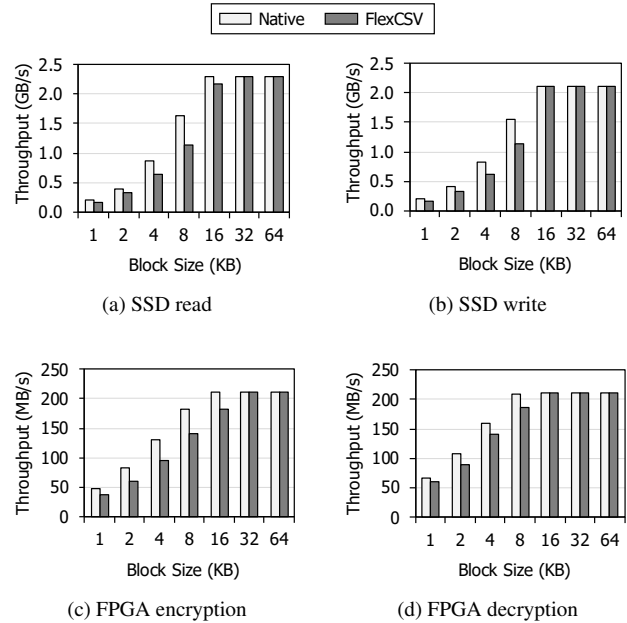 Native FlexCSV
2.5
2.0
1.5
1.0
0.5
0.0
Throughput (GB/s)
1 2 4 8 16 32 64
Block Size (KB)
(a) SSD read
2.5
2.0
1.5
1.0
0.5
0.0
Throughput (GB/s)
1 2 4 8 16 32 64
Block Size (KB)
(b) SSD write
250
200
150
100
50
0
Throughput (MB/s)
1 2 4 8 16 32 64
Block Size (KB)
(c) FPGA encryption
250
200
150
100
50
0
Throughput (MB/s)
1 2 4 8 16 32 64
Block Size (KB)
(d) FPGA decryption